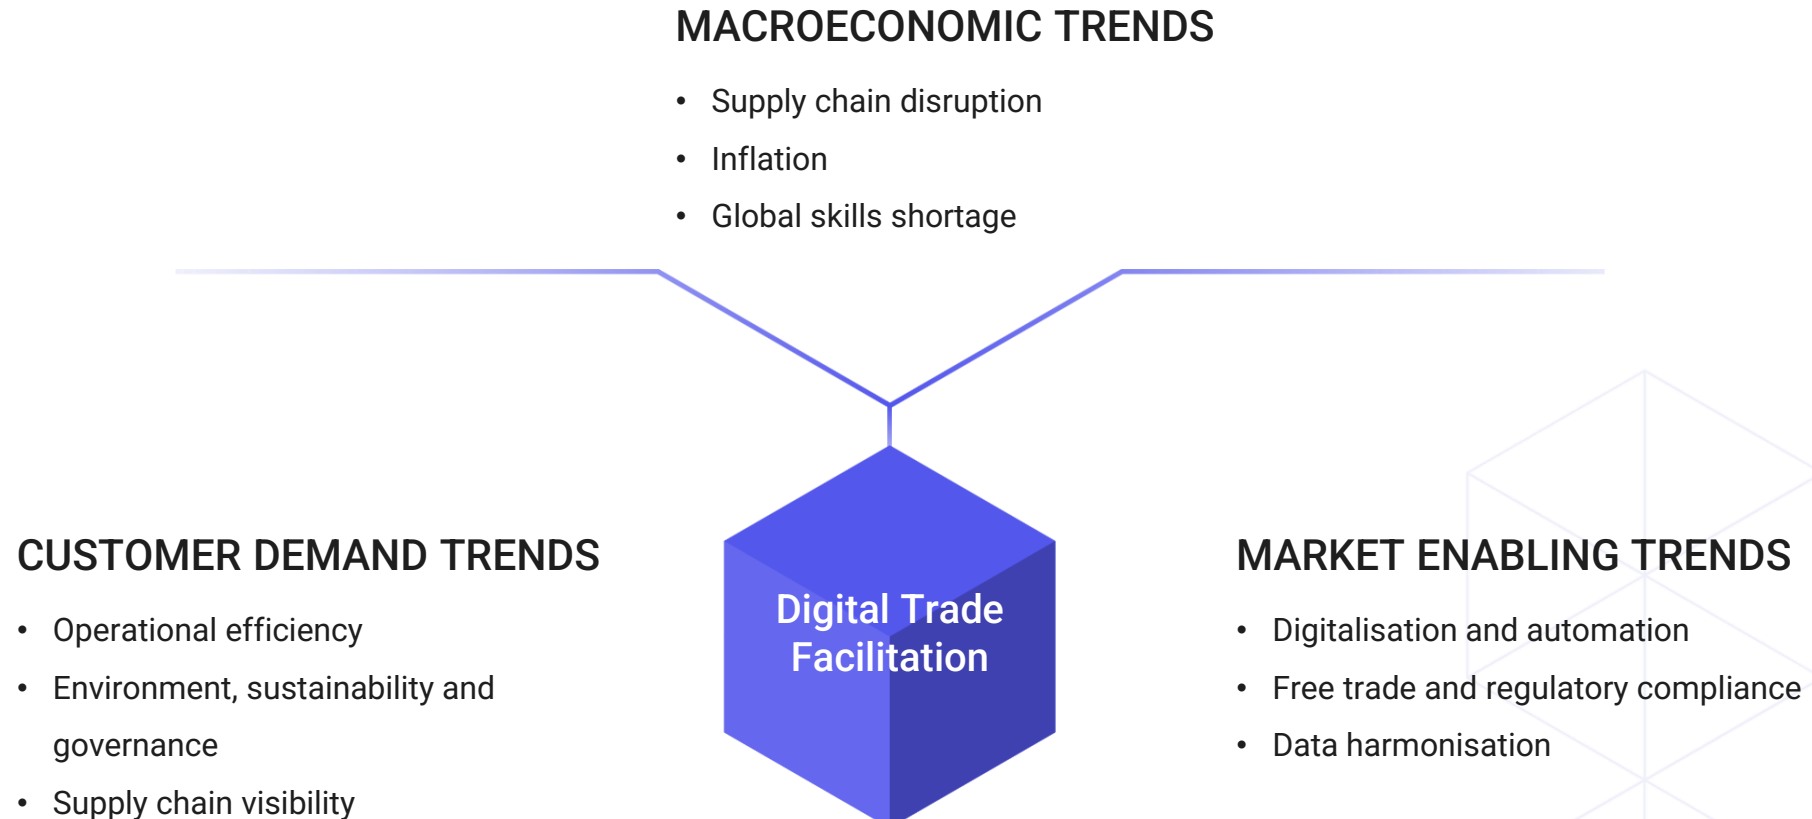 MACROECONOMIC TRENDS
• Supply chain disruption
• Inflation
• Global skills shortage
CUSTOMER DEMAND TRENDS
• Operational efficiency
• Environment, sustainability and
governance
• Supply chain visibility
Digital Trade
Facilitation
MARKET ENABLING TRENDS
• Digitalisation and automation
• Free trade and regulatory compliance
• Data harmonisation